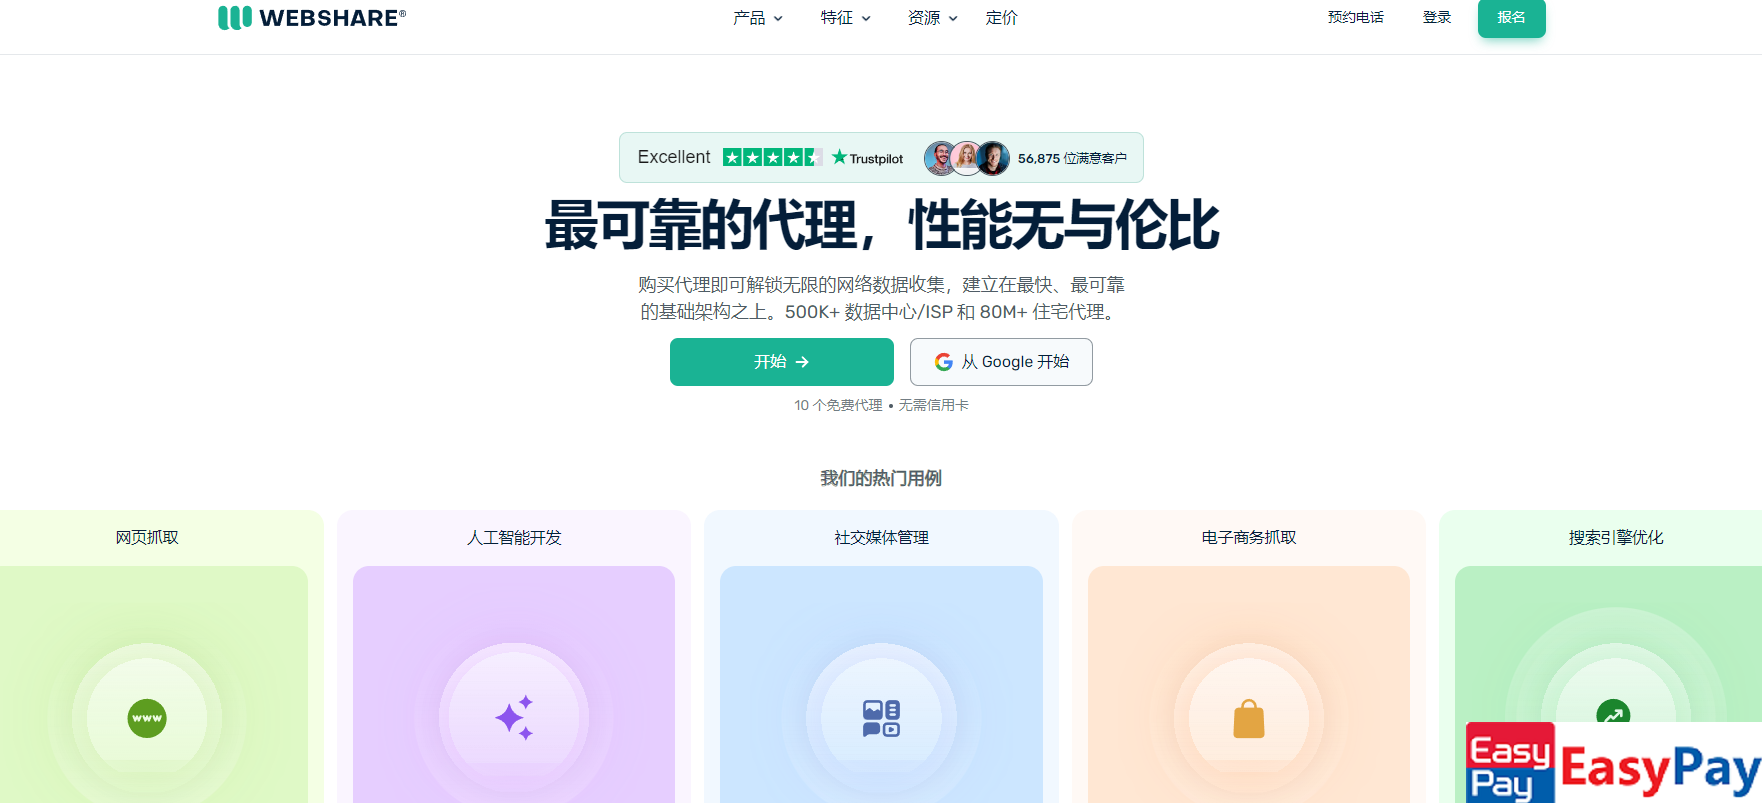 WEBSHARE®
产品
特征
资源
定价
预约电话
登录
报名
Excellent
Trustpilot
56,875 位满意客户
最可靠的代理，性能无与伦比
购买代理即可解锁无限的网络数据收集，建立在最快、最可靠
的基础架构之上。500K+ 数据中心/ISP 和 80M+ 住宅代理。
开始 →
从 Google 开始
10 个免费代理 • 无需信用卡
我们的热门用例
网页抓取
人工智能开发
社交媒体管理
电子商务抓取
搜索引擎优化
www
Easy
Pay
EasyPay